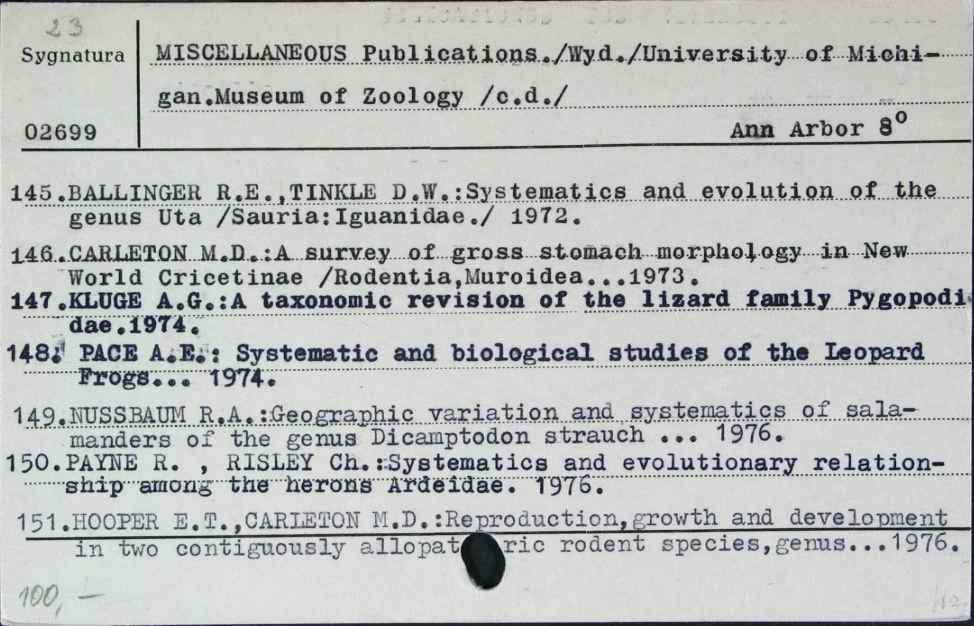 23
Sygnatura
MISCELLANEOUS Publications./Wyd./University of Michi-
gan.Museum of Zoology /c.d./
02699
Ann Arbor 8º
145.BALLINGER R.E.,TINKLE D.W.:Systematics and evolution of the
genus Uta /Sauria:Iguanidae./ 1972.
146.CARLETON M.D.:A survey of gross stomach morphology in New
World Cricetinae /Rodentia,Muroidea...1973.
147.KLUGE A.G.:A taxonomic revision of the lizard family Pygopodi
dae.1974.
148. PACE A.E.: Systematic and biological studies of the Leopard
Frogs... 1974.
149.NUSSBAUM R.A.:Geographic variation and systematics of sala-
manders of the genus Dicamptodon strauch ... 1976.
150.PAYNE R. , RISLEY Ch.:Systematics and evolutionary relation-
ship among the herons Ardeidae. 1976.
151.HOOPER E.T.,CARLETON M.D.:Reproduction,growth and development
in two contiguously allopat ric rodent species,genus...1976.
100,-